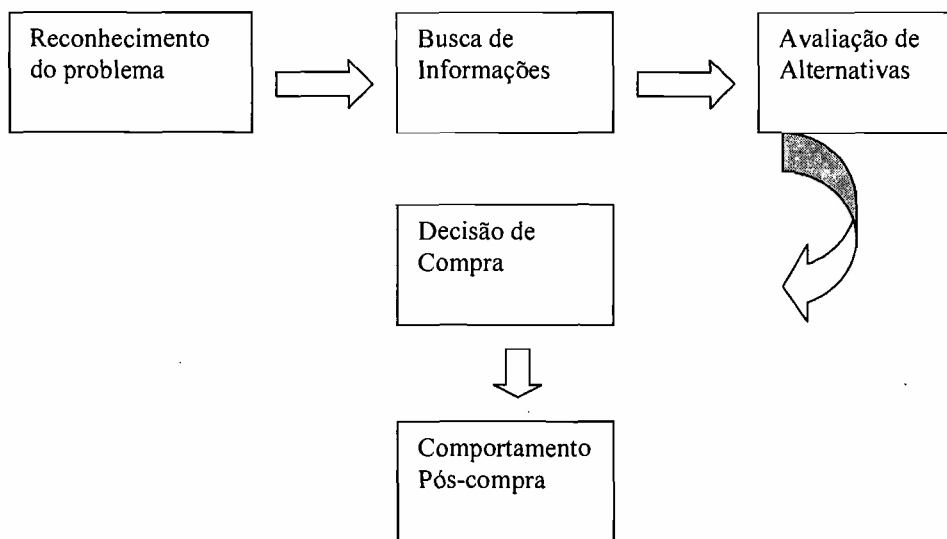 Reconhecimento
do problema
Busca de
Informações
Avaliação de
Alternativas
Decisão de
Compra
Comportamento
Pós-compra